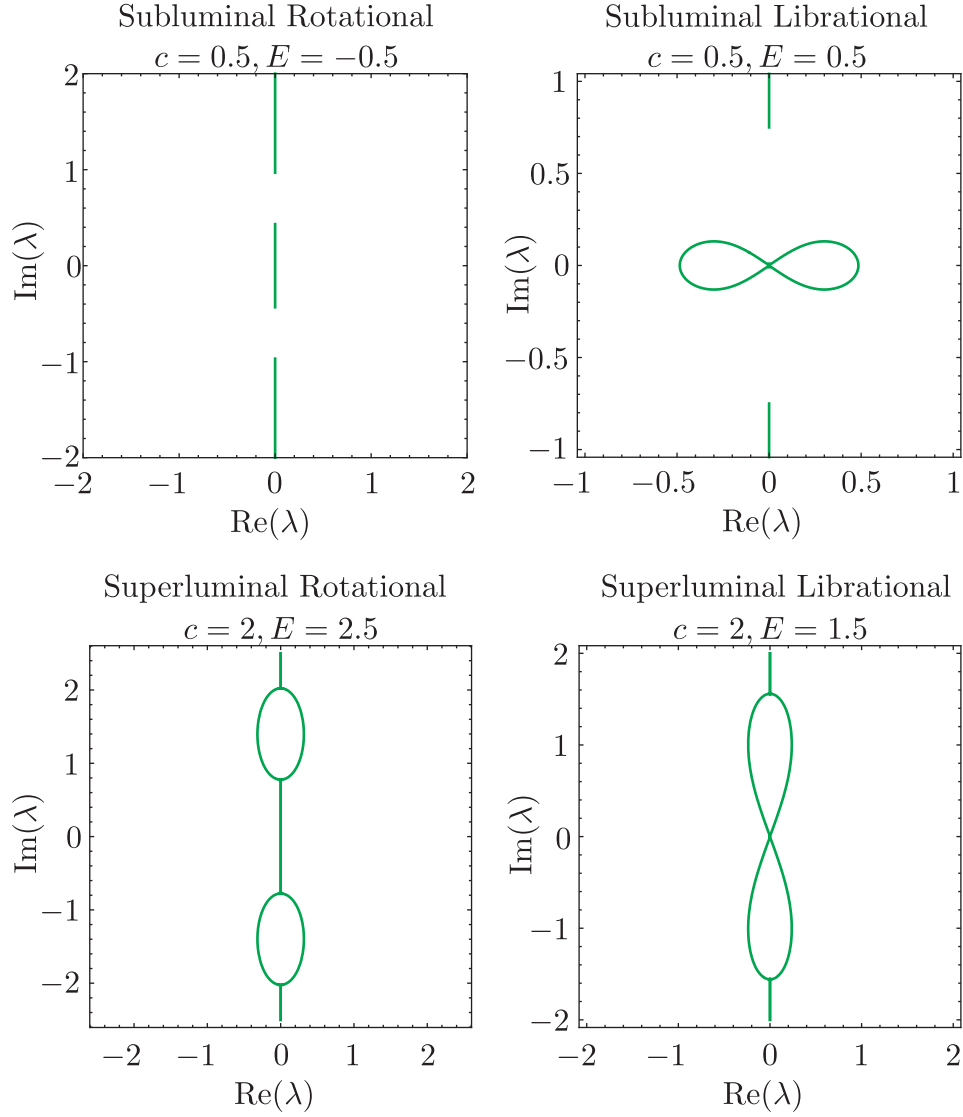 Subluminal Rotational
c = 0.5, E = −0.5
2
1
0
−1
−2
Im(λ)
−2
−1
0
1
2
Re(λ)
Subluminal Librational
c = 0.5, E = 0.5
1
0.5
0
−0.5
−1
Im(λ)
−1
−0.5
0
0.5
1
Re(λ)
Superluminal Rotational
c = 2, E = 2.5
2
1
0
−1
−2
Im(λ)
−2
−1
0
1
2
Re(λ)
Superluminal Librational
c = 2, E = 1.5
2
1
0
−1
−2
Im(λ)
−2
−1
0
1
2
Re(λ)